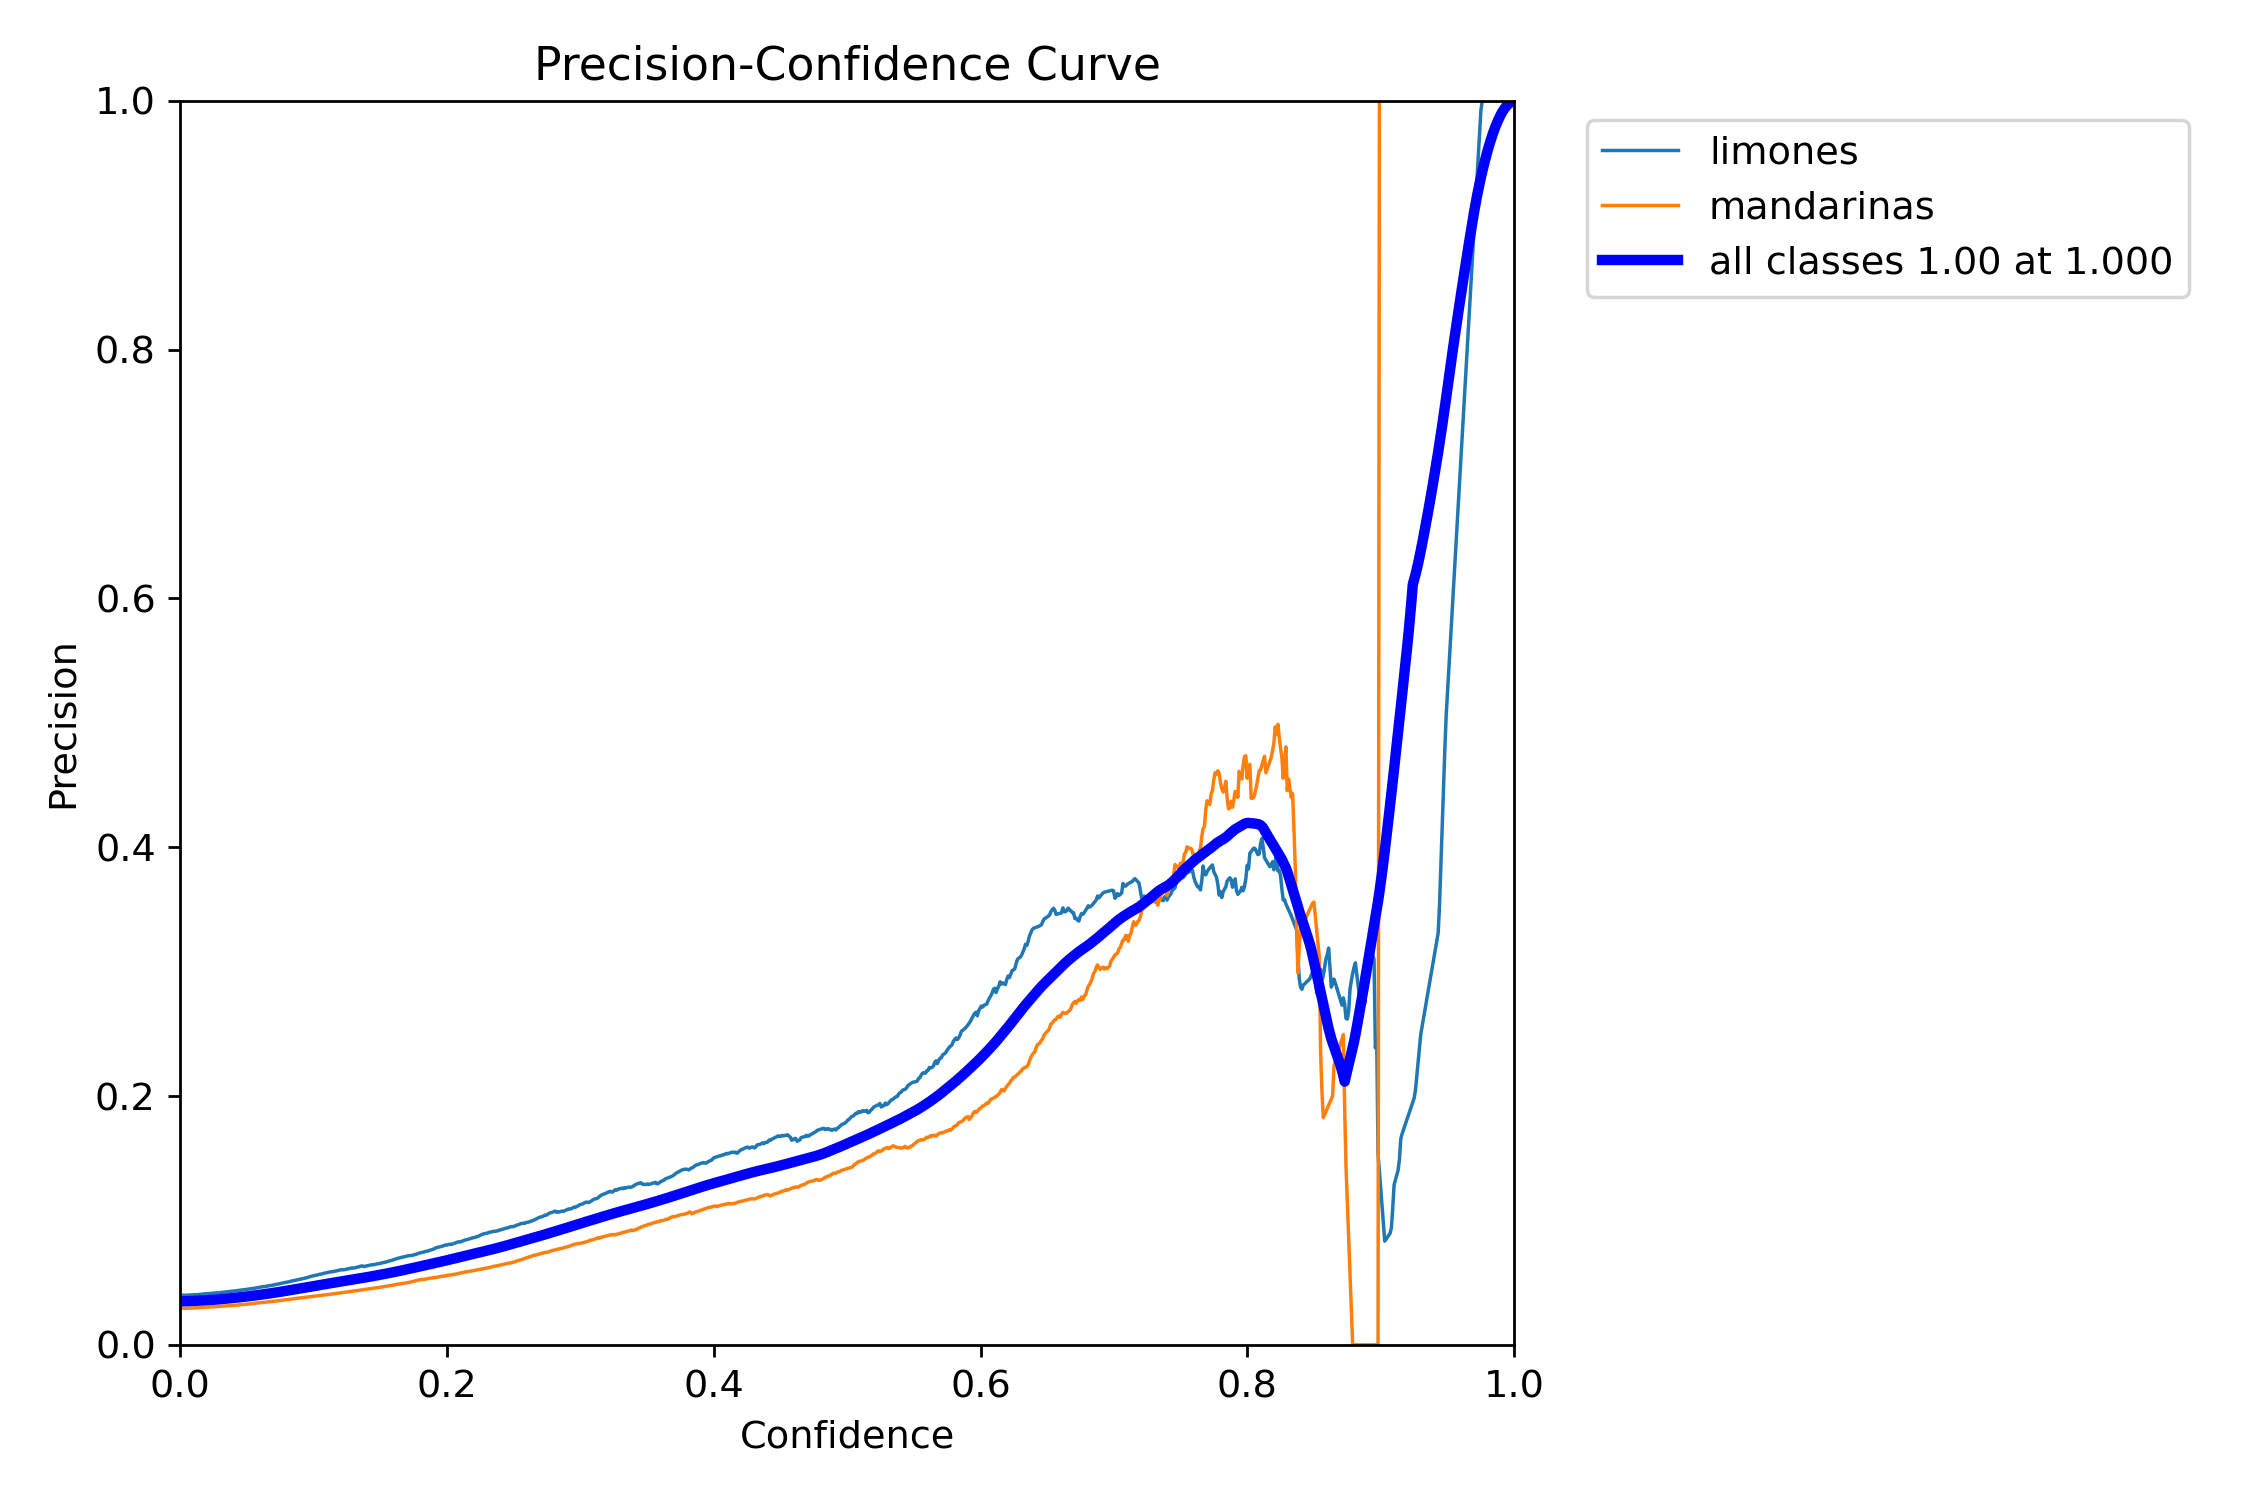 Precision-Confidence Curve
1.0
0.8
0.6
0.4
0.2
0.0
Precision
0.0 0.2 0.4 0.6 0.8 1.0
Confidence
limones
mandarinas
all classes 1.00 at 1.000